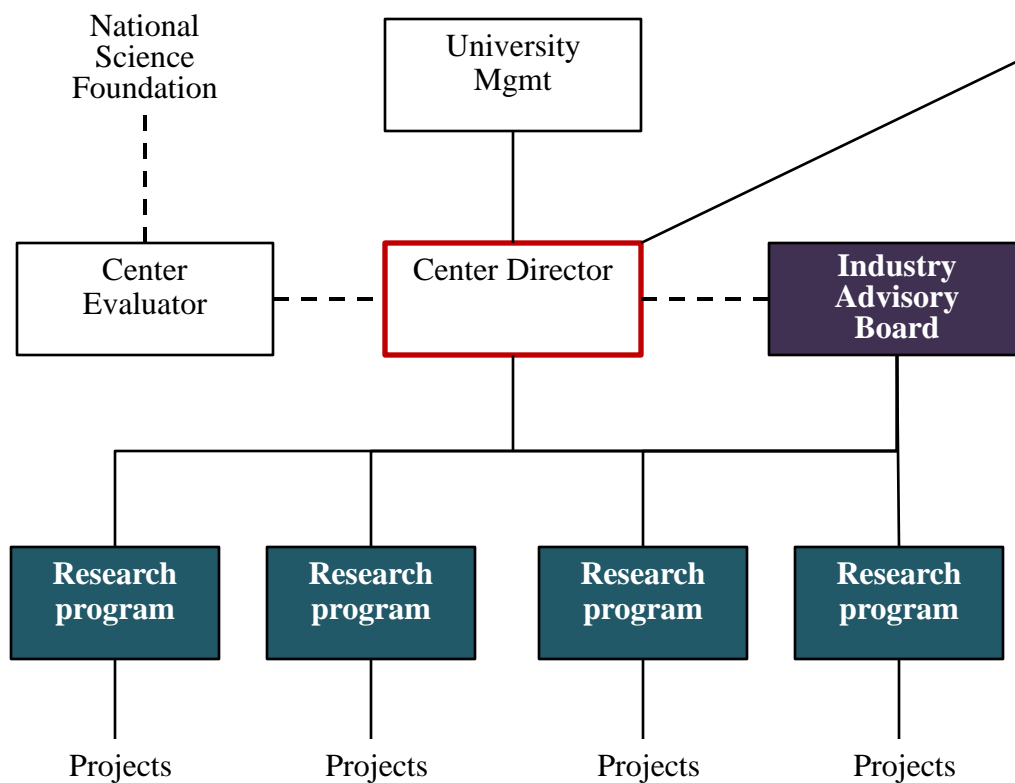 National
Science
Foundation
University
Mgmt
Center
Evaluator
Center Director
Industry
Advisory
Board
Research
program
Research
program
Research
program
Research
program
Projects
Projects
Projects
Projects